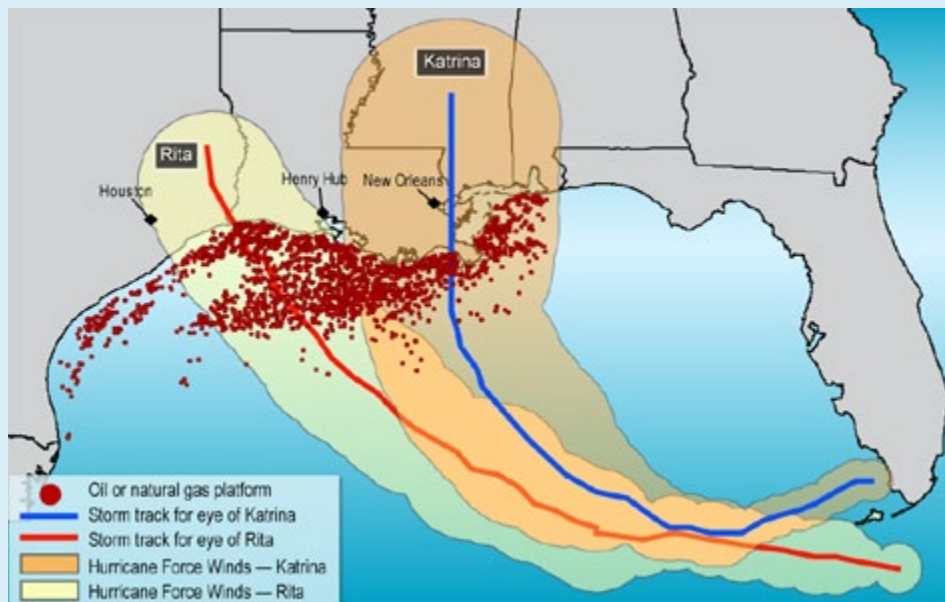 Katrina
Rita
Houston
Henry Hub
New Orleans
Oil or natural gas platform
Storm track for eye of Katrina
Storm track for eye of Rita
Hurricane Force Winds — Katrina
Hurricane Force Winds — Rita